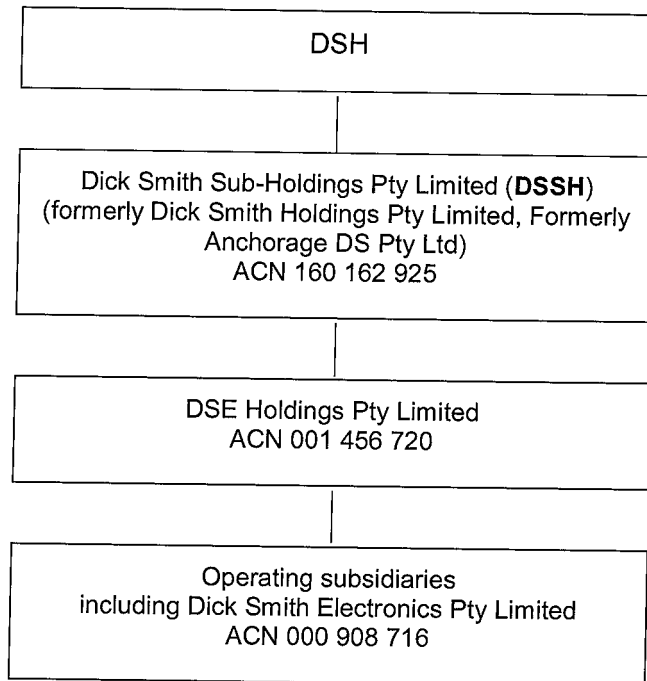 DSH
Dick Smith Sub-Holdings Pty Limited (DSSH)
(formerly Dick Smith Holdings Pty Limited, Formerly
Anchorage DS Pty Ltd)
ACN 160 162 925
DSE Holdings Pty Limited
ACN 001 456 720
Operating subsidiaries
including Dick Smith Electronics Pty Limited
ACN 000 908 716